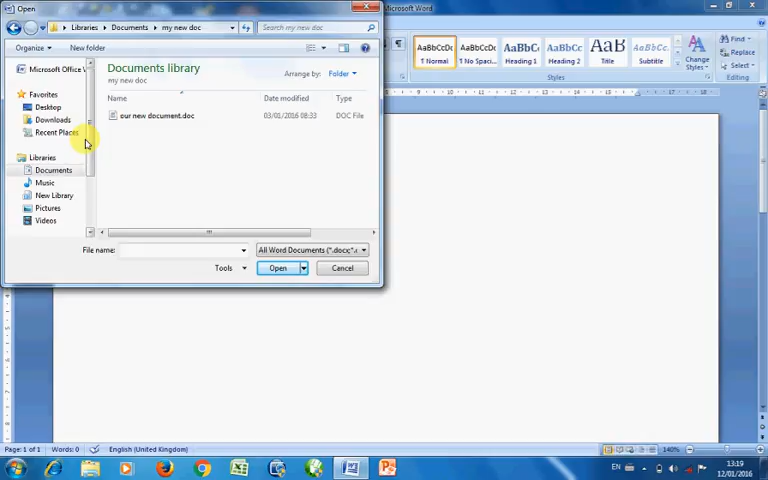 Open
Microsoft Word
Libraries ▸ Documents ▸ my new doc
Search my new doc
Organize
New folder
Microsoft Office
Favorites
Desktop
Downloads
Recent Places
Libraries
Documents
Music
New Library
Pictures
Videos
Documents library
my new doc
Arrange by: Folder
Name Date modified Type
our new document.doc 03/01/2016 08:33 DOC File
File name:
All Word Documents (*.docx;*.
Tools Open Cancel
AaBbCcDc AaBbCcDc AaBbC AaBbCc AaB AaBbCc.
¶ Normal ¶ No Spaci... Heading 1 Heading 2 Title Subtitle
Change
Styles
Styles
Find
Replace
Select
Editing
Page: 1 of 1 Words: 0 English (United Kingdom) 140%
EN 13:19
12/01/2016